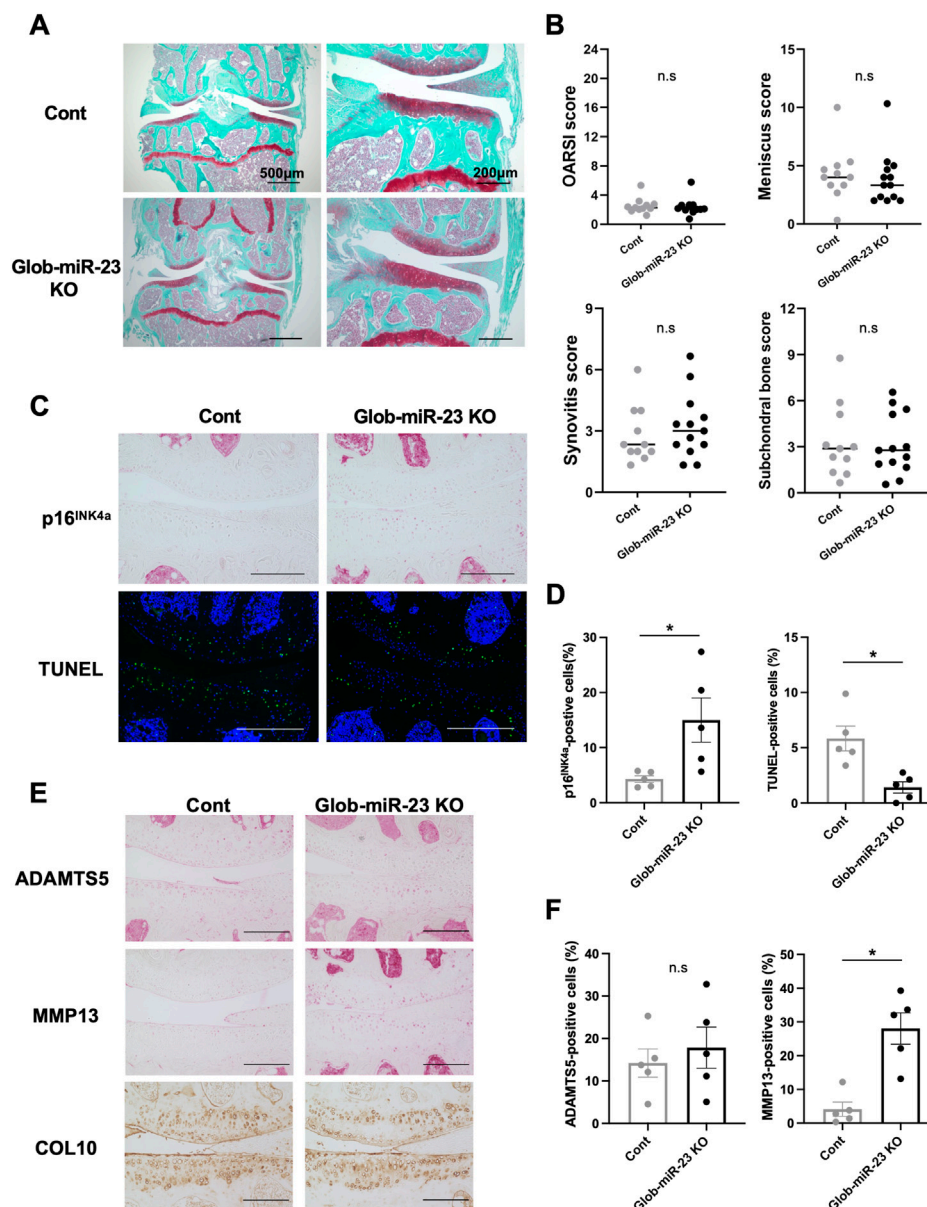 A
Cont
500μm
200μm
Glob-miR-23
KO
B
OARSI score
24
20
16
12
8
4
0
n.s
Cont
Glob-miR-23 KO
Meniscus score
15
10
5
0
n.s
Cont
Glob-miR-23 KO
Synovitis score
9
6
3
0
n.s
Cont
Glob-miR-23 KO
Subchondral bone score
12
9
6
3
0
n.s
Cont
Glob-miR-23 KO
C
Cont
Glob-miR-23 KO
p16INK4a
TUNEL
D
p16INK4a-postive cells(%)
30
20
10
0
*
Cont
Glob-miR-23 KO
TUNEL-positive cells (%)
15
10
5
0
*
Cont
Glob-miR-23 KO
E
Cont
Glob-miR-23 KO
ADAMTS5
MMP13
COL10
F
ADAMTS5-positive cells (%)
40
30
20
10
0
n.s
Cont
Glob-miR-23 KO
MMP13-positive cells (%)
50
40
30
20
10
0
*
Cont
Glob-miR-23 KO